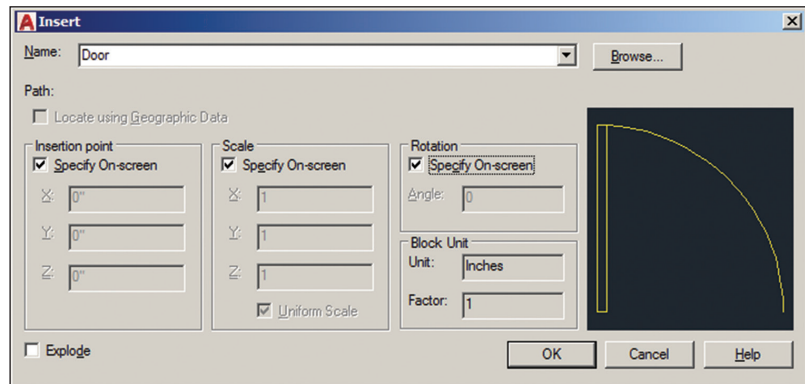 Insert
Name: Door Browse...
Path:
Locate using Geographic Data
Insertion point Scale Rotation
Specify On-screen Specify On-screen Specify On-screen
X: 0" X: 1 Angle: 0
Y: 0" Y: 1 Block Unit
Unit: Inches
Z: 0" Z: 1
Factor: 1
Uniform Scale
Explode OK Cancel Help